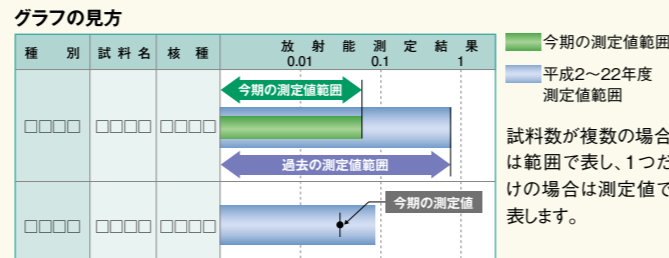 グラフの見方
種 別 試料名 核 種 放 射 能 測 定 結 果
0.01 0.1 1
今期の測定値範囲
□□□□ □□□□ □□□□
過去の測定値範囲
今期の測定値
□□□□ □□□□ □□□□
今期の測定値範囲
平成2～22年度
測定値範囲
試料数が複数の場合
は範囲で表し、1つだ
けの場合は測定値で
表します。